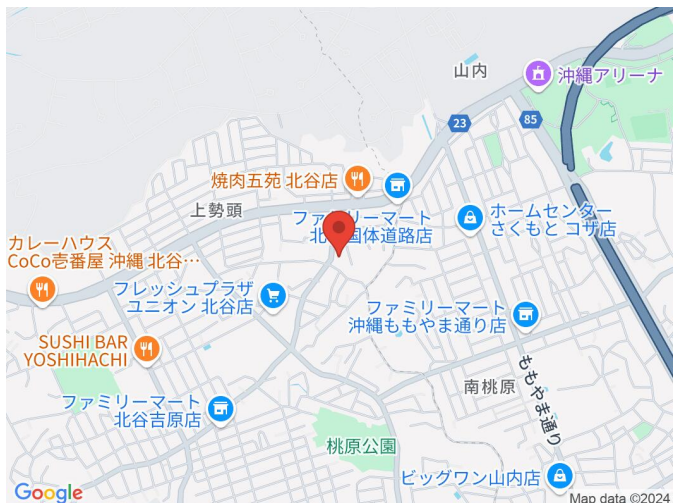 山内
沖縄アリーナ
23
85
焼肉五苑 北谷店
上勢頭
ファミリーマート
北
国体道路店
ホームセンター
さくもと コザ店
カレーハウス
CoCo壱番屋 沖縄 北谷…
フレッシュプラザ
ユニオン 北谷店
ファミリーマート
沖縄ももやま通り店
SUSHI BAR
YOSHIHACHI
ももやま通り
南桃原
ファミリーマート
北谷吉原店
桃原公園
ビッグワン山内店
Google
Map data ©2024